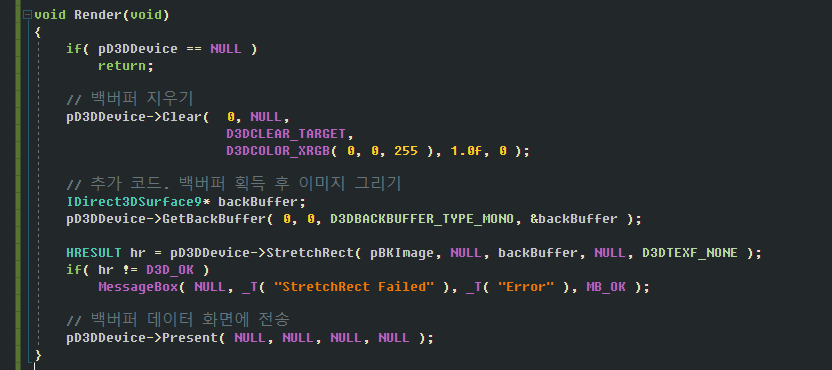 void Render(void)
{
if( pD3DDevice == NULL )
return;
// 백버퍼 지우기
pD3DDevice->Clear( 0, NULL,
D3DCLEAR_TARGET,
D3DCOLOR_XRGB( 0, 0, 255 ), 1.0f, 0 );
// 추가 코드. 백버퍼 획득 후 이미지 그리기
IDirect3DSurface9* backBuffer;
pD3DDevice->GetBackBuffer( 0, 0, D3DBACKBUFFER_TYPE_MONO, &backBuffer );
HRESULT hr = pD3DDevice->StretchRect( pBKImage, NULL, backBuffer, NULL, D3DTEXF_NONE );
if( hr != D3D_OK )
MessageBox( NULL, _T( "StretchRect Failed" ), _T( "Error" ), MB_OK );
// 백버퍼 데이터 화면에 전송
pD3DDevice->Present( NULL, NULL, NULL, NULL );
}